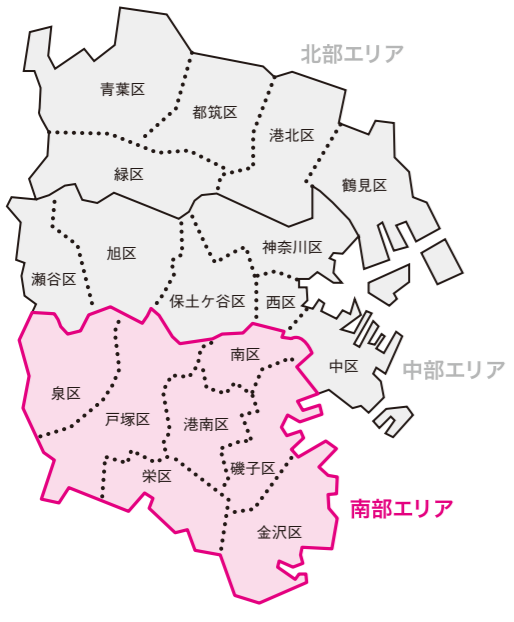 北部エリア
青葉区
都筑区
港北区
緑区
鶴見区
神奈川区
旭区
瀬谷区
保土ケ谷区
西区
南区
中区
中部エリア
泉区
戸塚区
港南区
磯子区
栄区
南部エリア
金沢区